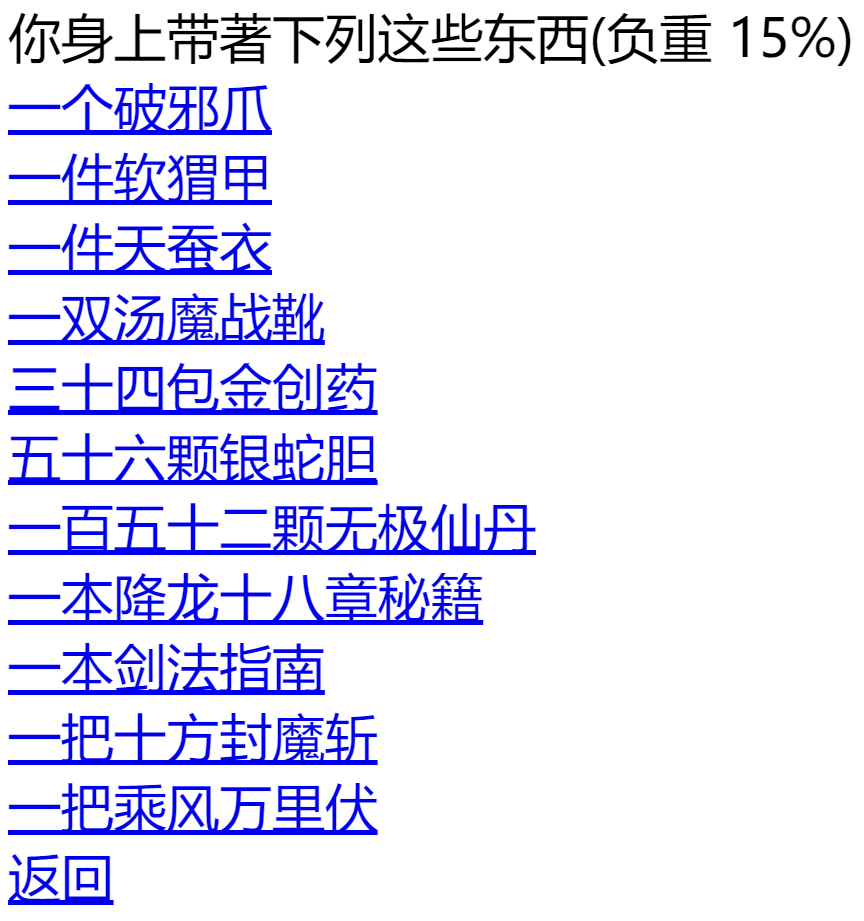 你身上带著下列这些东西(负重 15%)
一个破邪爪
一件软猬甲
一件天蚕衣
一双汤魔战靴
三十四包金创药
五十六颗银蛇胆
一百五十二颗无极仙丹
一本降龙十八章秘籍
一本剑法指南
一把十方封魔斩
一把乘风万里伏
返回